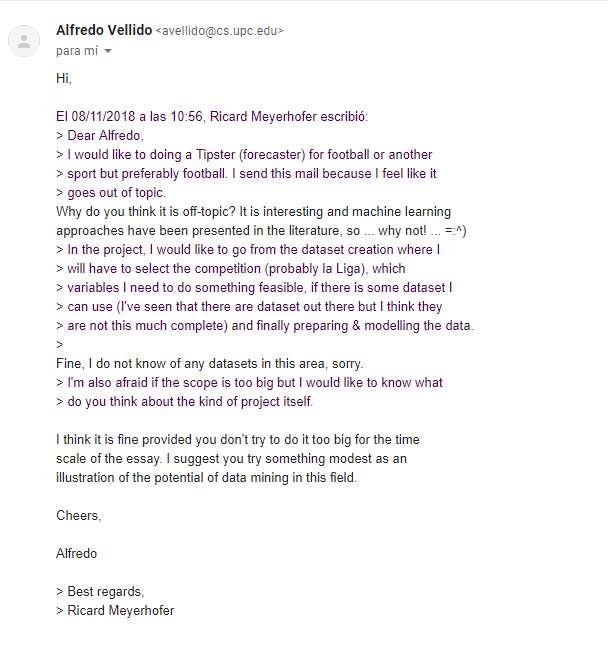 Alfredo Vellido <avellido@cs.upc.edu>
para mí
Hi,
El 08/11/2018 a las 10:56, Ricard Meyerhofer escribió:
> Dear Alfredo,
> I would like to doing a Tipster (forecaster) for football or another
> sport but preferably football. I send this mail because I feel like it
> goes out of topic.
Why do you think it is off-topic? It is interesting and machine learning
approaches have been presented in the literature, so ... why not! ... =:^)
> In the project, I would like to go from the dataset creation where I
> will have to select the competition (probably la Liga), which
> variables I need to do something feasible, if there is some dataset I
> can use (I've seen that there are dataset out there but I think they
> are not this much complete) and finally preparing & modelling the data.
>
Fine, I do not know of any datasets in this area, sorry.
> I'm also afraid if the scope is too big but I would like to know what
> do you think about the kind of project itself.
I think it is fine provided you don't try to do it too big for the time
scale of the essay. I suggest you try something modest as an
illustration of the potential of data mining in this field.
Cheers,
Alfredo
> Best regards,
> Ricard Meyerhofer